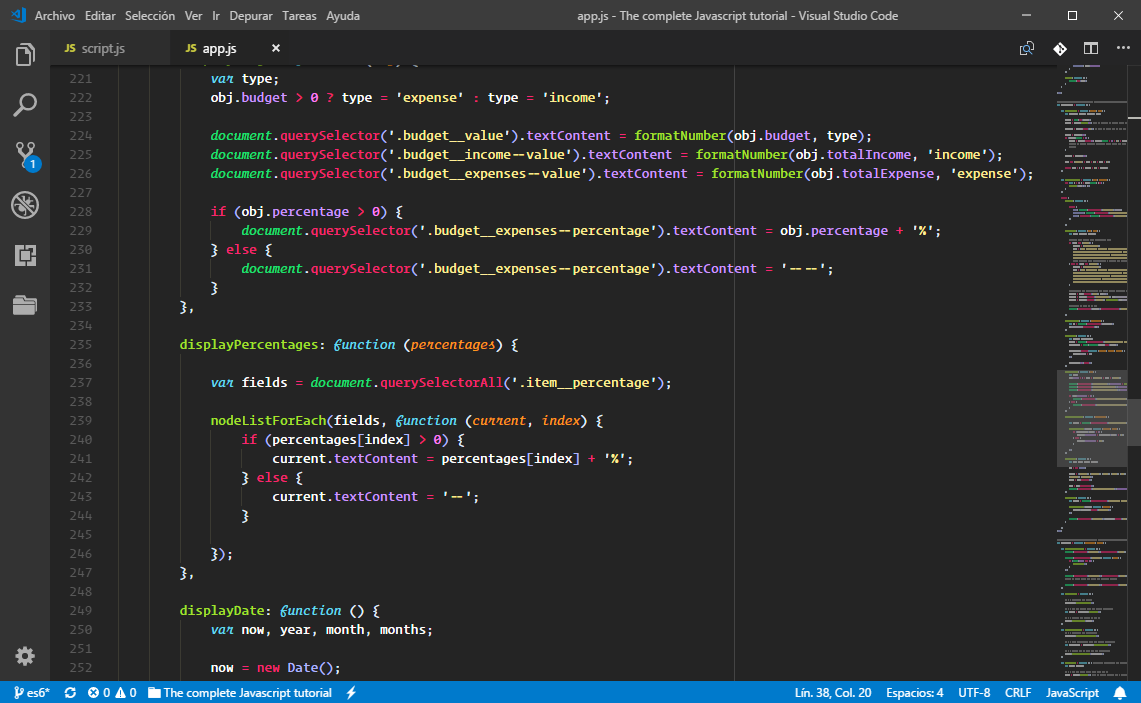 Archivo Editar Selección Ver Ir Depurar Tareas Ayuda
app.js - The complete Javascript tutorial - Visual Studio Code
JS script.js
JS app.js ×
221 var type;
222 obj.budget > 0 ? type = 'expense' : type = 'income';
223
224 document.querySelector('.budget__value').textContent = formatNumber(obj.budget, type);
225 document.querySelector('.budget__income--value').textContent = formatNumber(obj.totalIncome, 'income');
226 document.querySelector('.budget__expenses--value').textContent = formatNumber(obj.totalExpense, 'expense');
227
228 if (obj.percentage > 0) {
229 document.querySelector('.budget__expenses--percentage').textContent = obj.percentage + '%';
230 } else {
231 document.querySelector('.budget__expenses--percentage').textContent = '----';
232 }
233 },
234
235 displayPercentages: function (percentages) {
236
237 var fields = document.querySelectorAll('.item__percentage');
238
239 nodeListForEach(fields, function (current, index) {
240 if (percentages[index] > 0) {
241 current.textContent = percentages[index] + '%';
242 } else {
243 current.textContent = '--';
244 }
245
246 });
247 },
248
249 displayDate: function () {
250 var now, year, month, months;
251
252 now = new Date();
1
es6* 0 0 The complete Javascript tutorial
Lín. 38, Col. 20 Espacios: 4 UTF-8 CRLF JavaScript